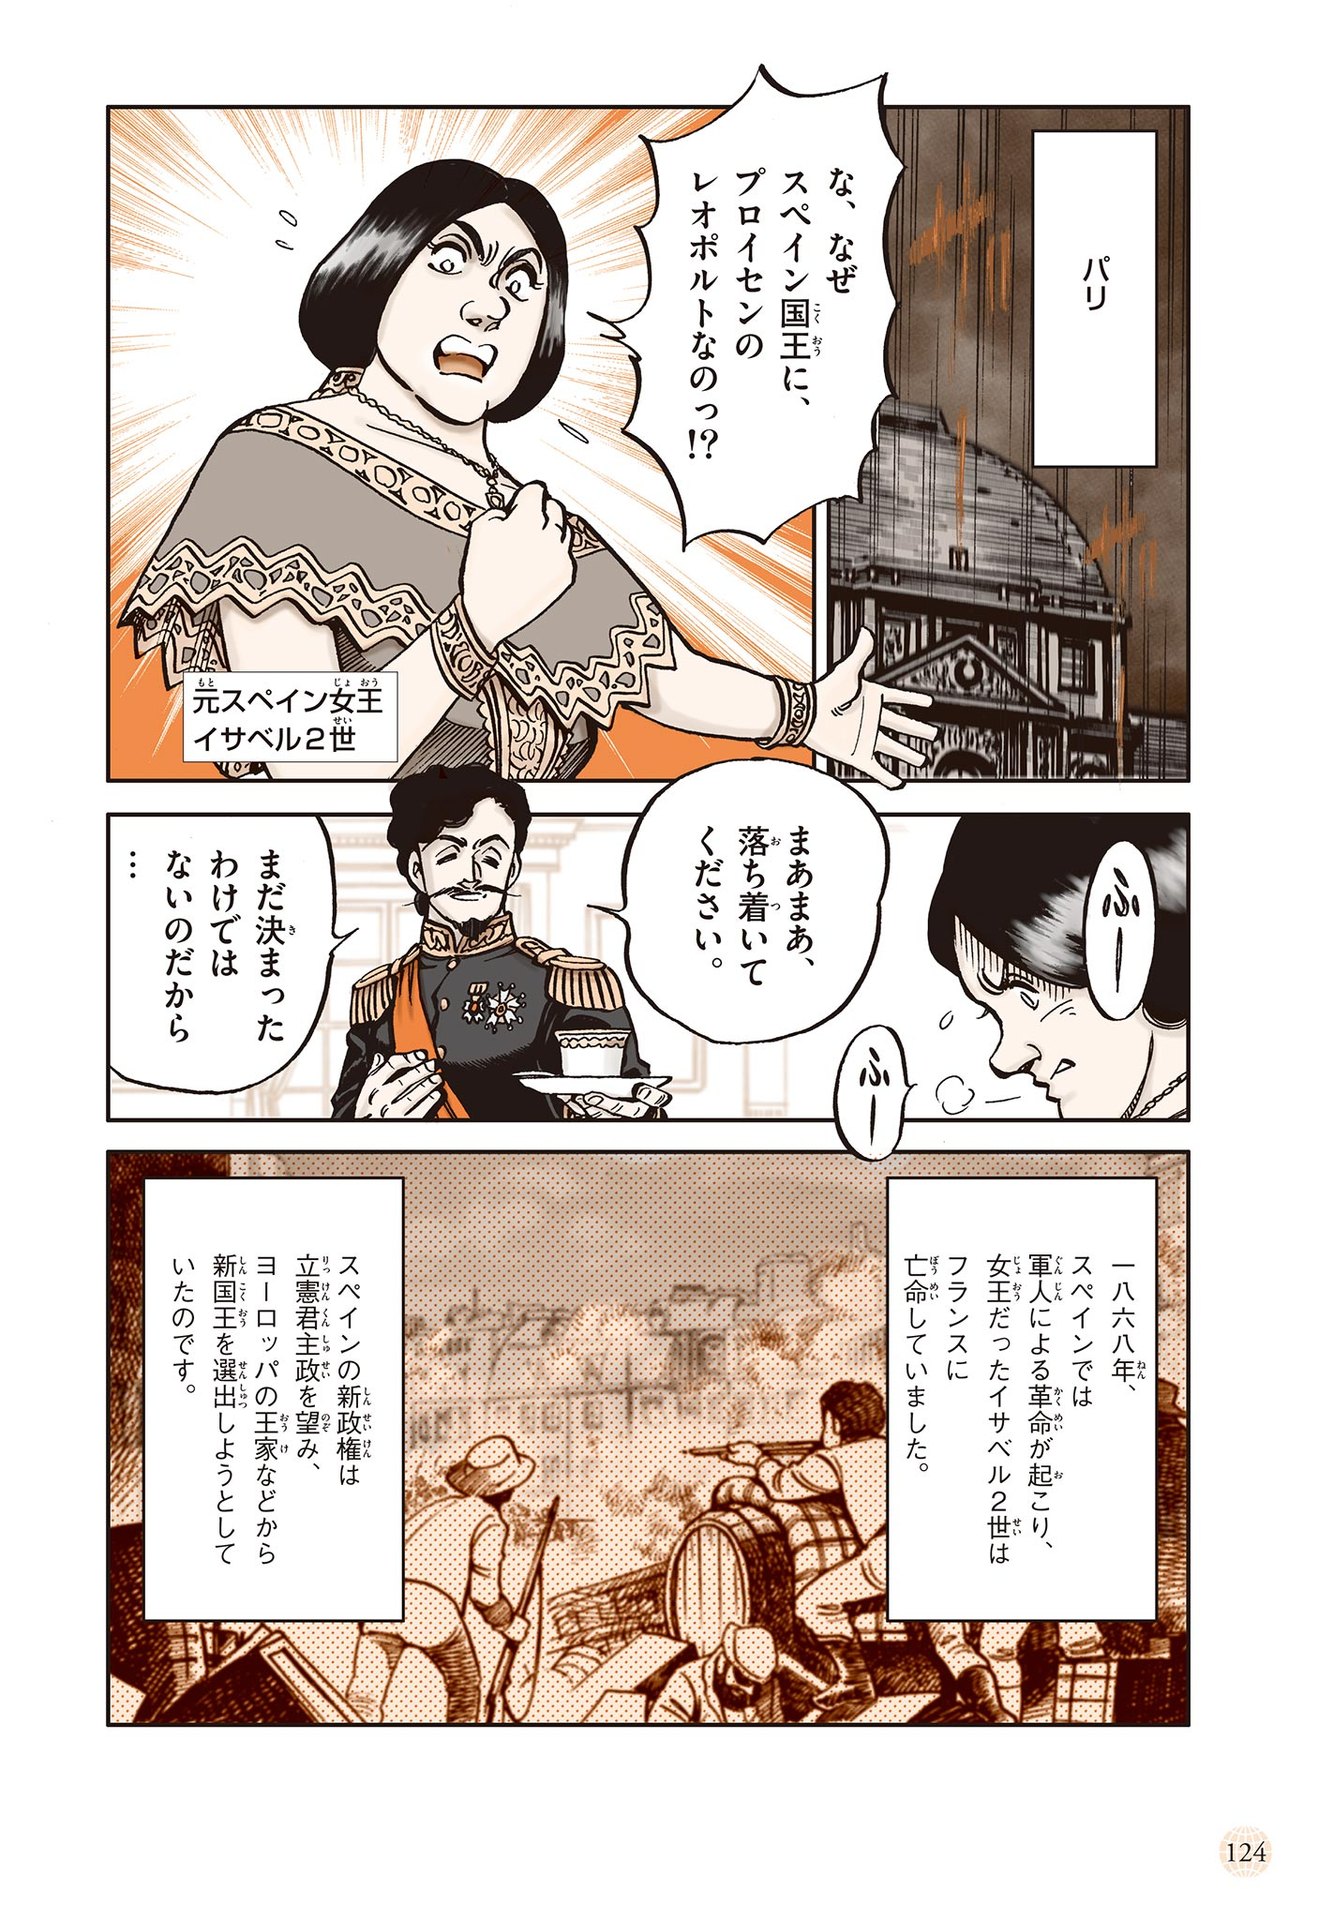 パリ
な、なぜ
スペイン国王に、
プロイセンの
レオポルトなのっ!?
元スペイン女王
イサベル2世
ふー
ふー
まあまあ、
落ち着いて
ください。
まだ決まった
わけでは
ないのだから
…
一八六八年、
スペインでは
軍人による革命が起こり、
女王だったイサベル2世は
フランスに
亡命していました。
スペインの新政権は
立憲君主政を望み、
ヨーロッパの王家などから
新国王を選出しようとして
いたのです。
124